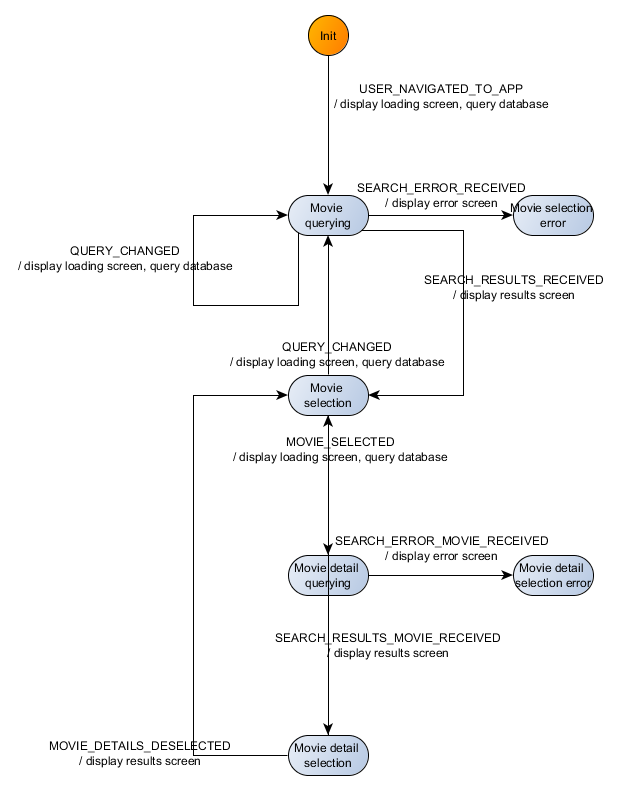 Init
USER_NAVIGATED_TO_APP
/ display loading screen, query database
SEARCH_ERROR_RECEIVED
/ display error screen
Movie
querying
Movie selection
error
QUERY_CHANGED
/ display loading screen, query database
SEARCH_RESULTS_RECEIVED
/ display results screen
QUERY_CHANGED
/ display loading screen, query database
Movie
selection
MOVIE_SELECTED
/ display loading screen, query database
SEARCH_ERROR_MOVIE_RECEIVED
/ display error screen
Movie detail
querying
Movie detail
selection error
SEARCH_RESULTS_MOVIE_RECEIVED
/ display results screen
MOVIE_DETAILS_DESELECTED
/ display results screen
Movie detail
selection